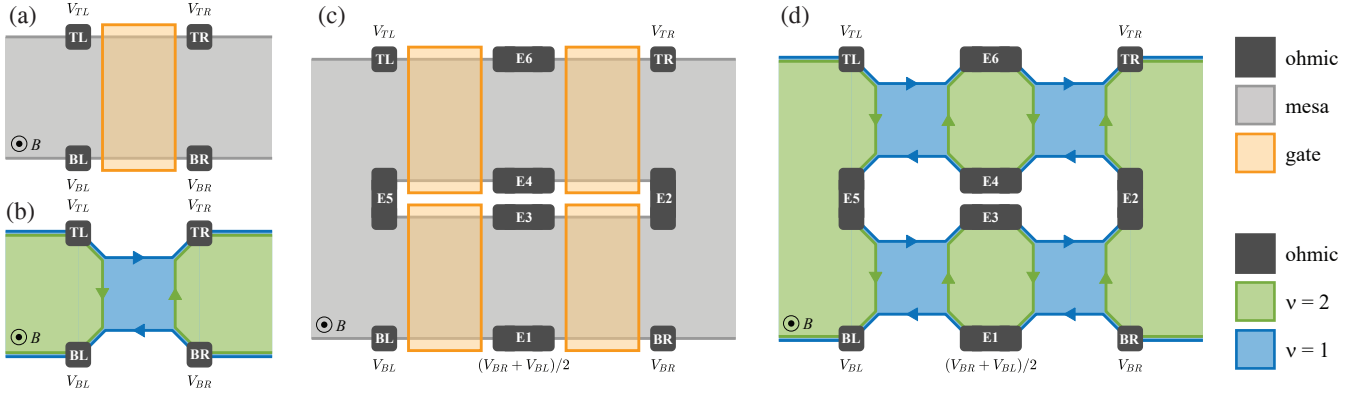 (a)
V_{TL}
V_{TR}
TL
TR
⊙ B
BL
BR
V_{BL}
V_{BR}
(b)
V_{TL}
V_{TR}
TL
TR
⊙ B
BL
BR
V_{BL}
V_{BR}
(c)
V_{TL}
V_{TR}
TL
E6
TR
E4
E5
E2
E3
⊙ B
BL
E1
BR
V_{BL}
(V_{BR} + V_{BL})/2
V_{BR}
(d)
V_{TL}
V_{TR}
TL
E6
TR
E4
E5
E2
E3
⊙ B
BL
E1
BR
V_{BL}
(V_{BR} + V_{BL})/2
V_{BR}
ohmic
mesa
gate
ohmic
ν = 2
ν = 1